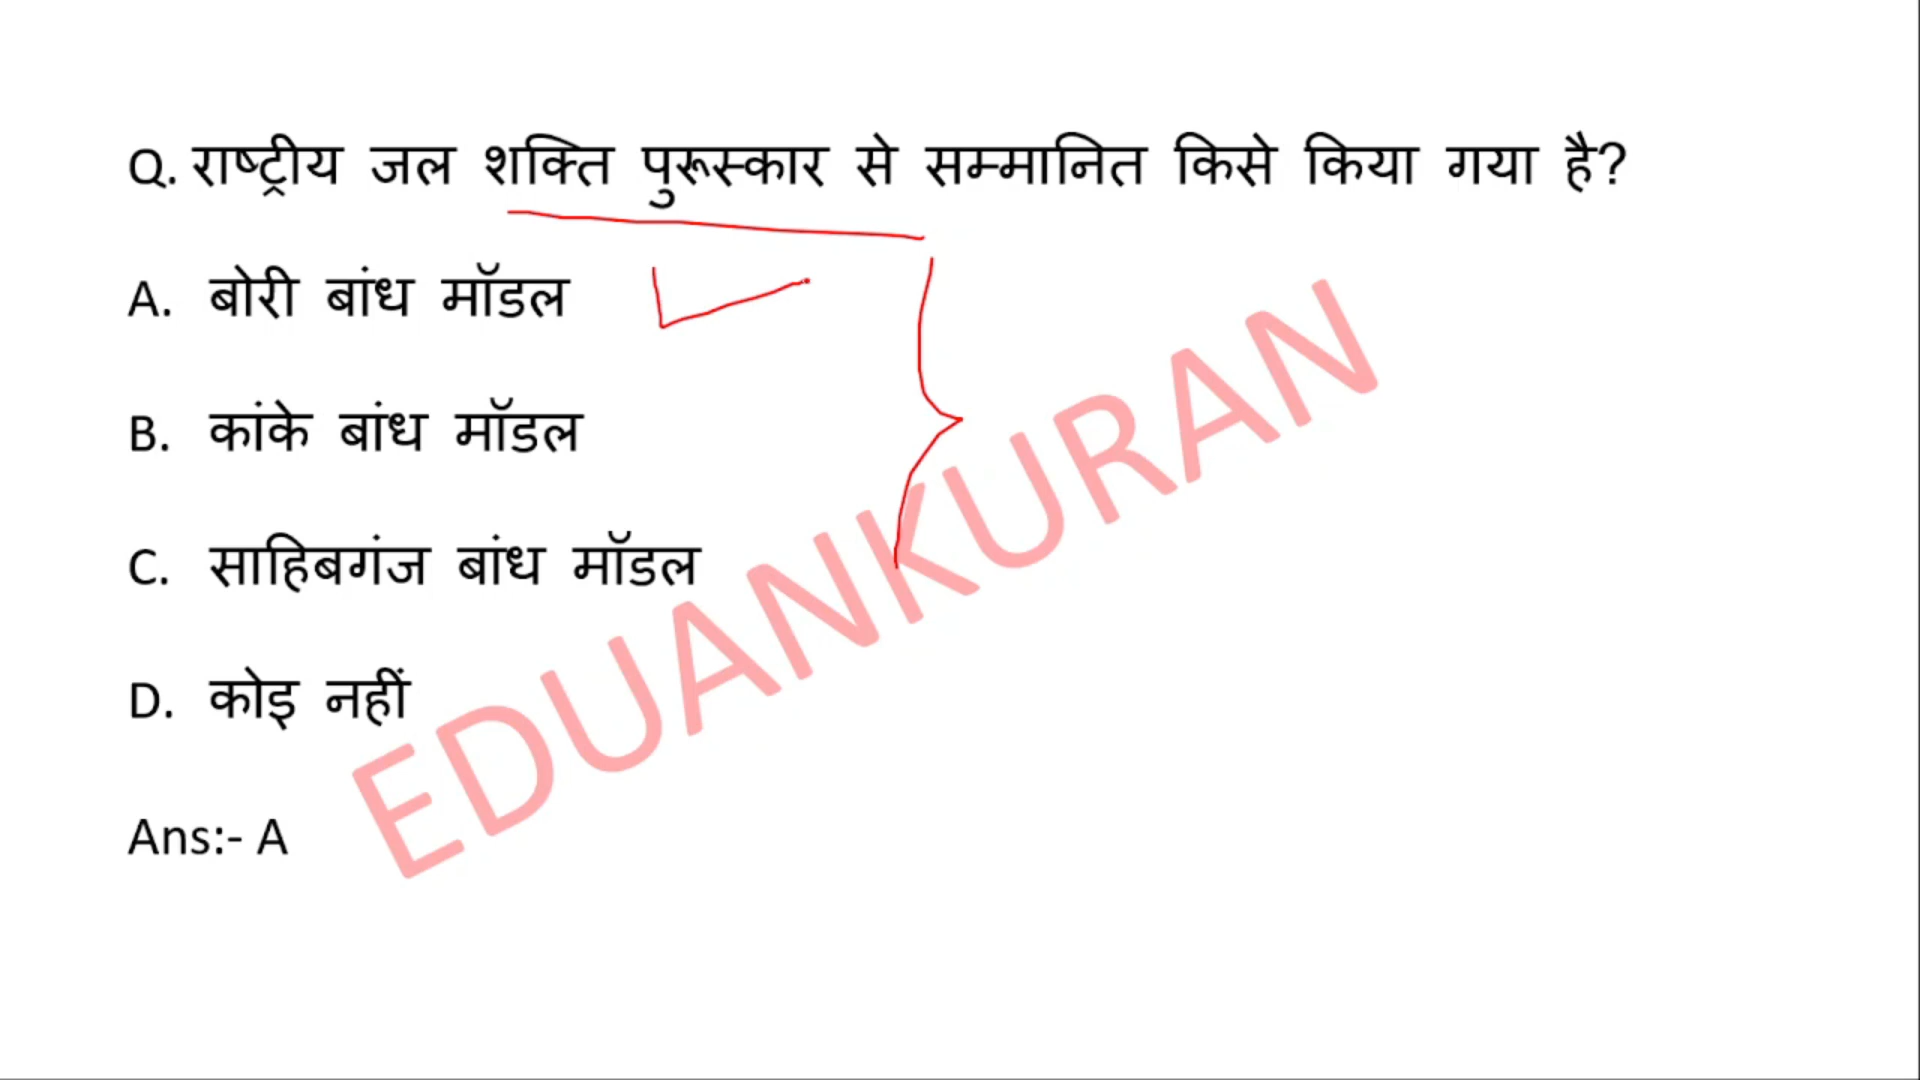 Q. राष्ट्रीय जल शक्ति पुरूस्कार से सम्मानित किसे किया गया है?
A. बोरी बांध मॉडल
B. कांके बांध मॉडल
C. साहिबगंज बांध मॉडल
D. कोइ नहीं
Ans:- A
EDUANKURAN